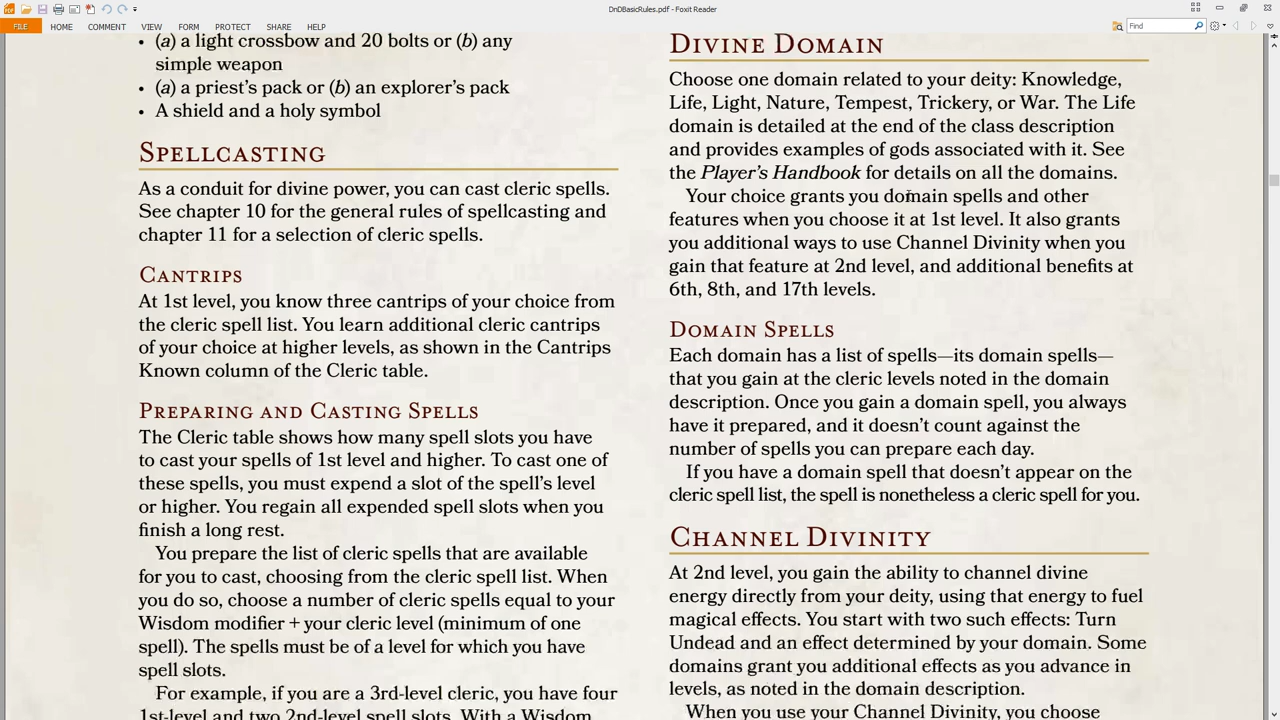 DnDBasicRules.pdf - Foxit Reader
FILE HOME COMMENT VIEW FORM PROTECT SHARE HELP
Find
• (a) a light crossbow and 20 bolts or (b) any
simple weapon
• (a) a priest's pack or (b) an explorer's pack
• A shield and a holy symbol
Spellcasting
As a conduit for divine power, you can cast cleric spells.
See chapter 10 for the general rules of spellcasting and
chapter 11 for a selection of cleric spells.
Cantrips
At 1st level, you know three cantrips of your choice from
the cleric spell list. You learn additional cleric cantrips
of your choice at higher levels, as shown in the Cantrips
Known column of the Cleric table.
Preparing and Casting Spells
The Cleric table shows how many spell slots you have
to cast your spells of 1st level and higher. To cast one of
these spells, you must expend a slot of the spell's level
or higher. You regain all expended spell slots when you
finish a long rest.
You prepare the list of cleric spells that are available
for you to cast, choosing from the cleric spell list. When
you do so, choose a number of cleric spells equal to your
Wisdom modifier + your cleric level (minimum of one
spell). The spells must be of a level for which you have
spell slots.
For example, if you are a 3rd-level cleric, you have four
1st-level and two 2nd-level spell slots. With a Wisdom
Divine Domain
Choose one domain related to your deity: Knowledge,
Life, Light, Nature, Tempest, Trickery, or War. The Life
domain is detailed at the end of the class description
and provides examples of gods associated with it. See
the Player's Handbook for details on all the domains.
Your choice grants you domain spells and other
features when you choose it at 1st level. It also grants
you additional ways to use Channel Divinity when you
gain that feature at 2nd level, and additional benefits at
6th, 8th, and 17th levels.
Domain Spells
Each domain has a list of spells—its domain spells—
that you gain at the cleric levels noted in the domain
description. Once you gain a domain spell, you always
have it prepared, and it doesn't count against the
number of spells you can prepare each day.
If you have a domain spell that doesn't appear on the
cleric spell list, the spell is nonetheless a cleric spell for you.
Channel Divinity
At 2nd level, you gain the ability to channel divine
energy directly from your deity, using that energy to fuel
magical effects. You start with two such effects: Turn
Undead and an effect determined by your domain. Some
domains grant you additional effects as you advance in
levels, as noted in the domain description.
When you use your Channel Divinity, you choose